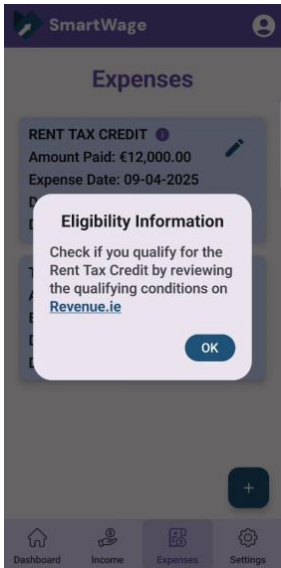 SmartWage
Expenses
RENT TAX CREDIT
Amount Paid: €12,000.00
Expense Date: 09-04-2025
Eligibility Information
Check if you qualify for the
Rent Tax Credit by reviewing
the qualifying conditions on
Revenue.ie
OK
+
Dashboard Income Expenses Settings